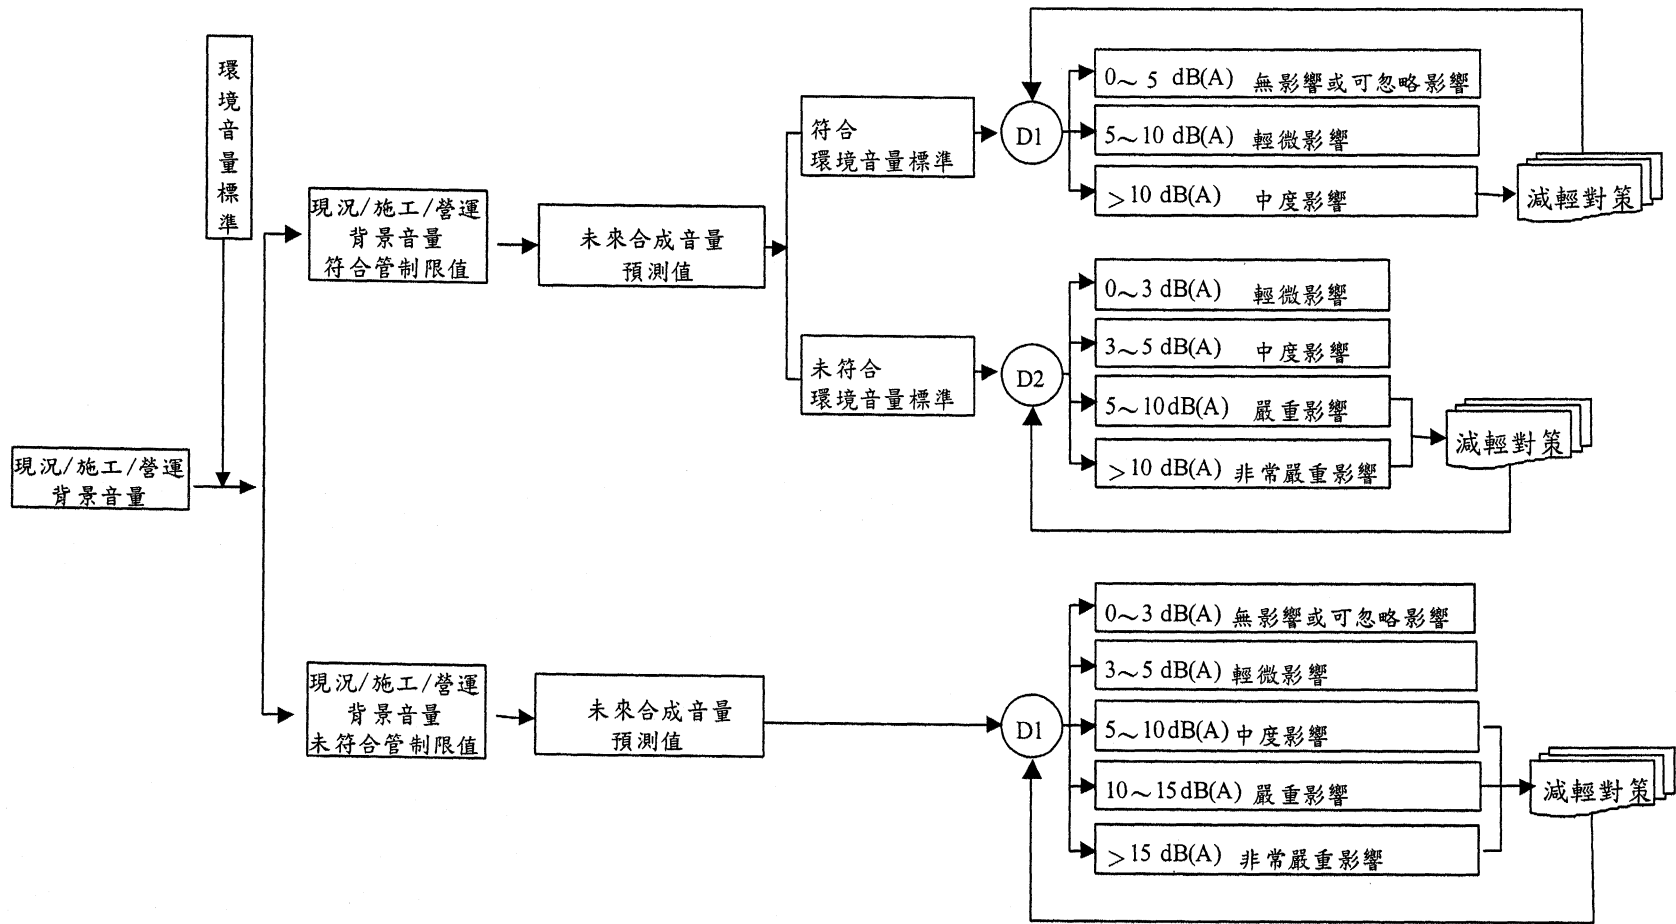 環境音量標準
現況/施工/營運
背景音量
現況/施工/營運
背景音量
符合管制限值
未來合成音量
預測值
符合
環境音量標準
D1
0～ 5 dB(A) 無影響或可忽略影響
5～10 dB(A) 輕微影響
>10 dB(A) 中度影響
減輕對策
未符合
環境音量標準
D2
0～3 dB(A) 輕微影響
3～5 dB(A) 中度影響
5～10dB(A) 嚴重影響
>10 dB(A) 非常嚴重影響
減輕對策
現況/施工/營運
背景音量
未符合管制限值
未來合成音量
預測值
D1
0～3 dB(A) 無影響或可忽略影響
3～5 dB(A) 輕微影響
5～10dB(A) 中度影響
10～15dB(A) 嚴重影響
>15 dB(A) 非常嚴重影響
減輕對策